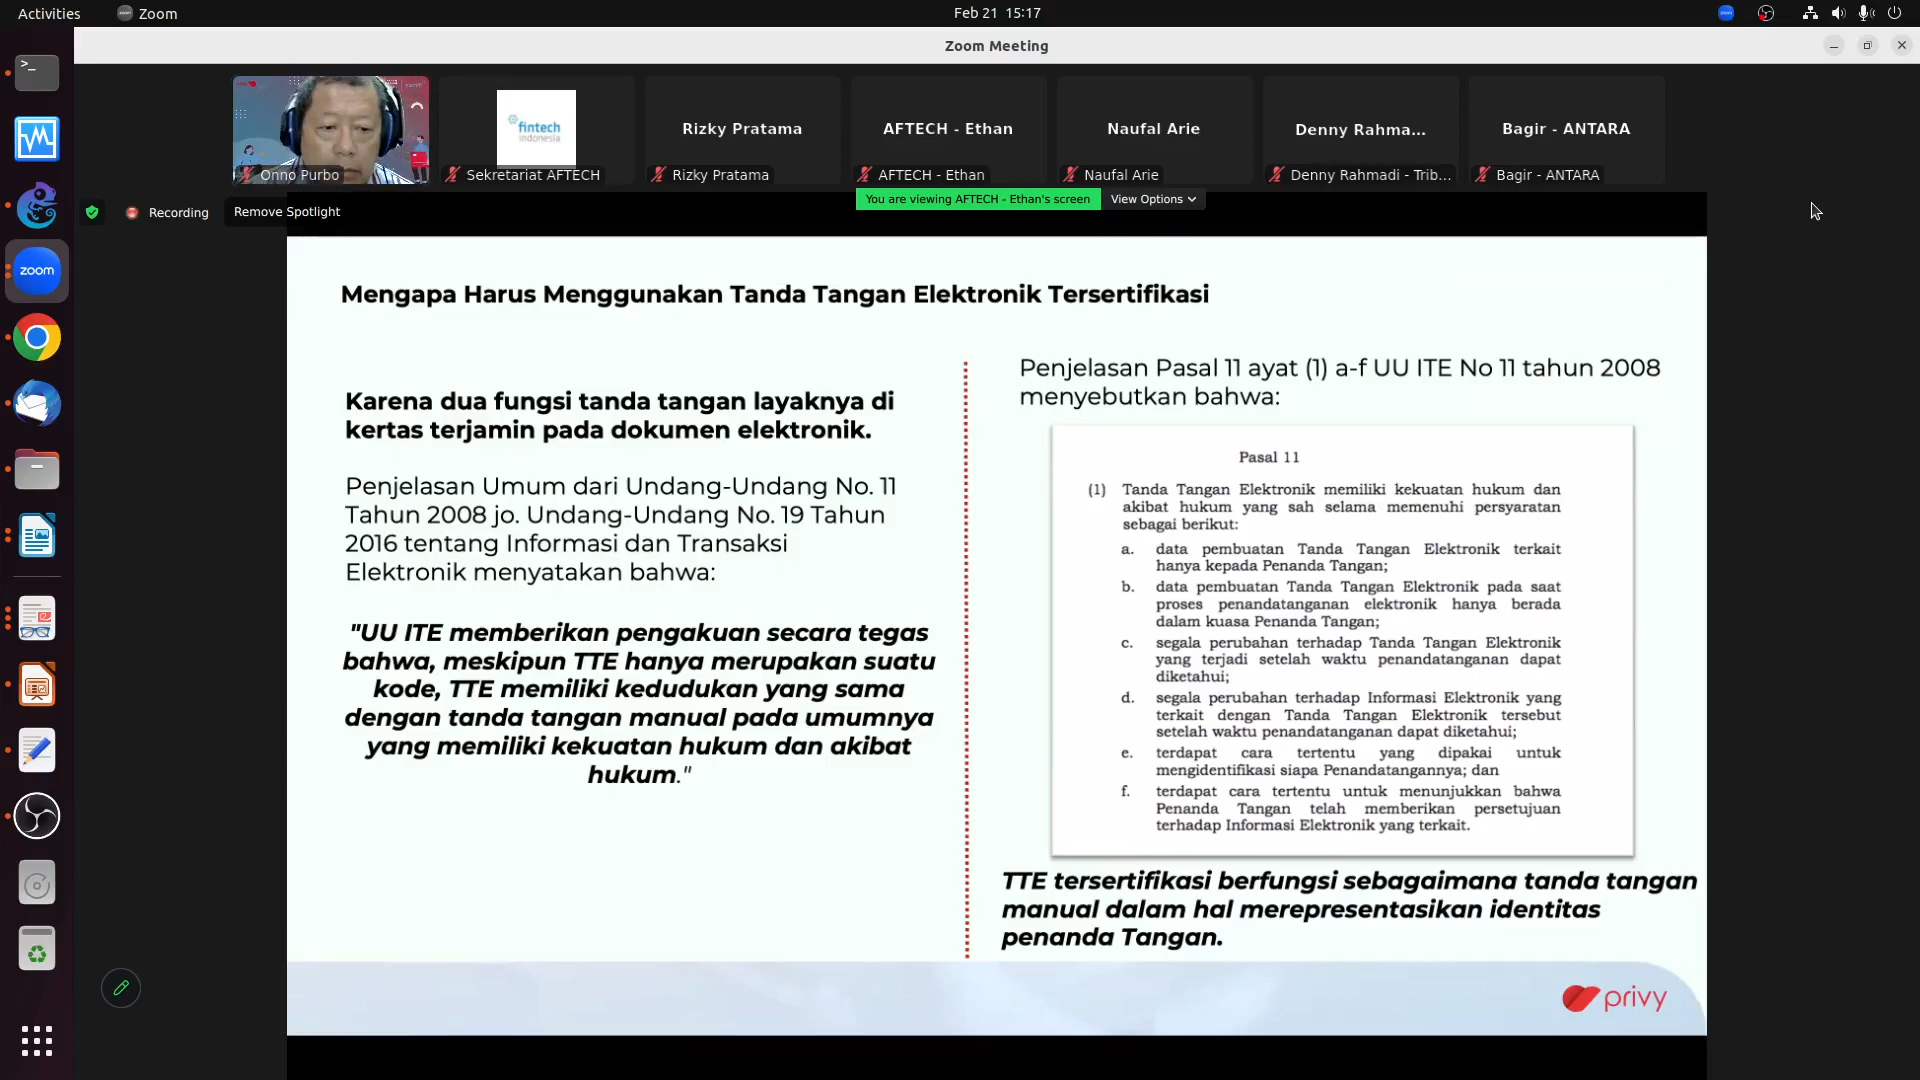 Activities
Zoom
Feb 21 15:17
Zoom Meeting
fintech
indonesia
Rizky Pratama
AFTECH - Ethan
Naufal Arie
Denny Rahma...
Bagir - ANTARA
Onno Purbo
Sekretariat AFTECH
Rizky Pratama
AFTECH - Ethan
Naufal Arie
Denny Rahmadi - Trib...
Bagir - ANTARA
You are viewing AFTECH - Ethan's screen
View Options
Recording
Remove Spotlight
zoom
Mengapa Harus Menggunakan Tanda Tangan Elektronik Tersertifikasi
Karena dua fungsi tanda tangan layaknya di
kertas terjamin pada dokumen elektronik.
Penjelasan Umum dari Undang-Undang No. 11
Tahun 2008 jo. Undang-Undang No. 19 Tahun
2016 tentang Informasi dan Transaksi
Elektronik menyatakan bahwa:
"UU ITE memberikan pengakuan secara tegas
bahwa, meskipun TTE hanya merupakan suatu
kode, TTE memiliki kedudukan yang sama
dengan tanda tangan manual pada umumnya
yang memiliki kekuatan hukum dan akibat
hukum."
Penjelasan Pasal 11 ayat (1) a-f UU ITE No 11 tahun 2008
menyebutkan bahwa:
Pasal 11
(1) Tanda Tangan Elektronik memiliki kekuatan hukum dan
akibat hukum yang sah selama memenuhi persyaratan
sebagai berikut:
a. data pembuatan Tanda Tangan Elektronik terkait
hanya kepada Penanda Tangan;
b. data pembuatan Tanda Tangan Elektronik pada saat
proses penandatanganan elektronik hanya berada
dalam kuasa Penanda Tangan;
c. segala perubahan terhadap Tanda Tangan Elektronik
yang terjadi setelah waktu penandatanganan dapat
diketahui;
d. segala perubahan terhadap Informasi Elektronik yang
terkait dengan Tanda Tangan Elektronik tersebut
setelah waktu penandatanganan dapat diketahui;
e. terdapat cara tertentu yang dipakai untuk
mengidentifikasi siapa Penandatangannya; dan
f. terdapat cara tertentu untuk menunjukkan bahwa
Penanda Tangan telah memberikan persetujuan
terhadap Informasi Elektronik yang terkait.
TTE tersertifikasi berfungsi sebagaimana tanda tangan
manual dalam hal merepresentasikan identitas
penanda Tangan.
privy